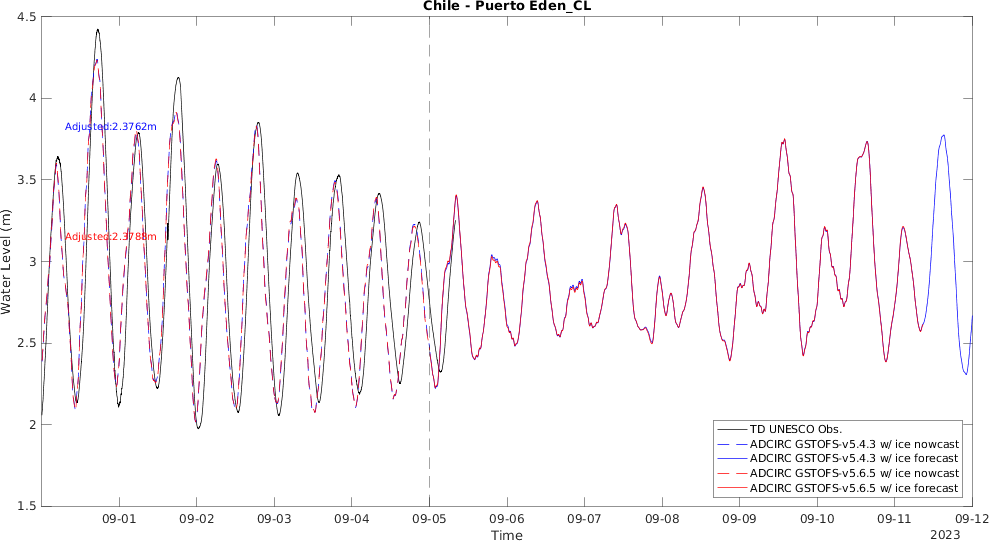 Chile - Puerto Eden_CL
4.5
4
3.5
3
2.5
2
1.5
Water Level (m)
Adjusted:2.3762m
Adjusted:2.3788m
TD UNESCO Obs.
ADCIRC GSTOFS-v5.4.3 w/ ice nowcast
ADCIRC GSTOFS-v5.4.3 w/ ice forecast
ADCIRC GSTOFS-v5.6.5 w/ ice nowcast
ADCIRC GSTOFS-v5.6.5 w/ ice forecast
09-01 09-02 09-03 09-04 09-05 09-06 09-07 09-08 09-09 09-10 09-11 09-12
Time
2023